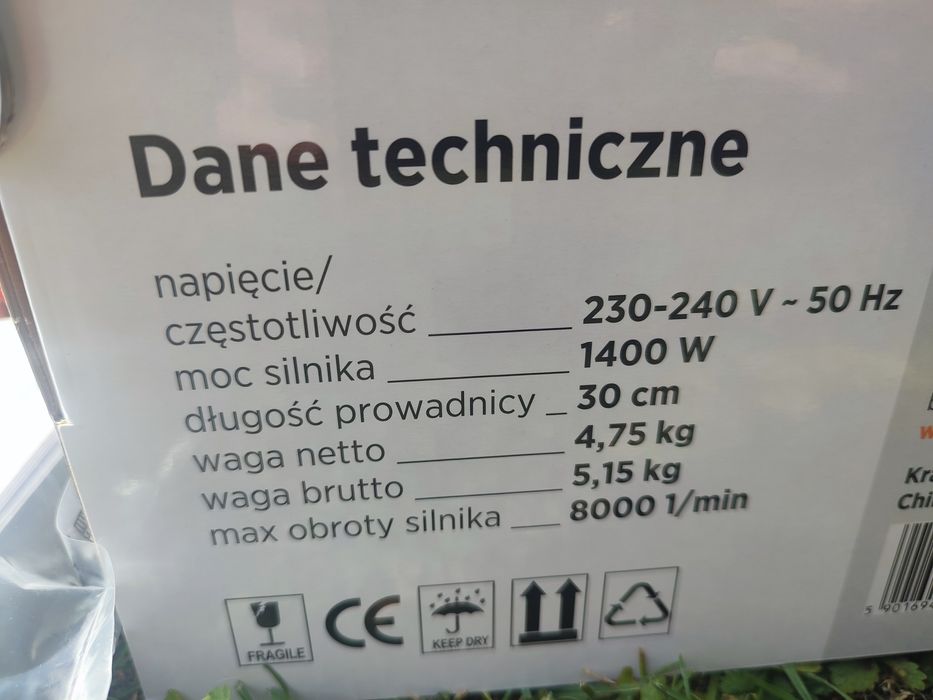 Dane techniczne
napięcie/
częstotliwość 230-240 V ~ 50 Hz
moc silnika 1400 W
długość prowadnicy 30 cm
waga netto 4,75 kg
waga brutto 5,15 kg
max obroty silnika 8000 1/min
FRAGILE
CE
KEEP DRY